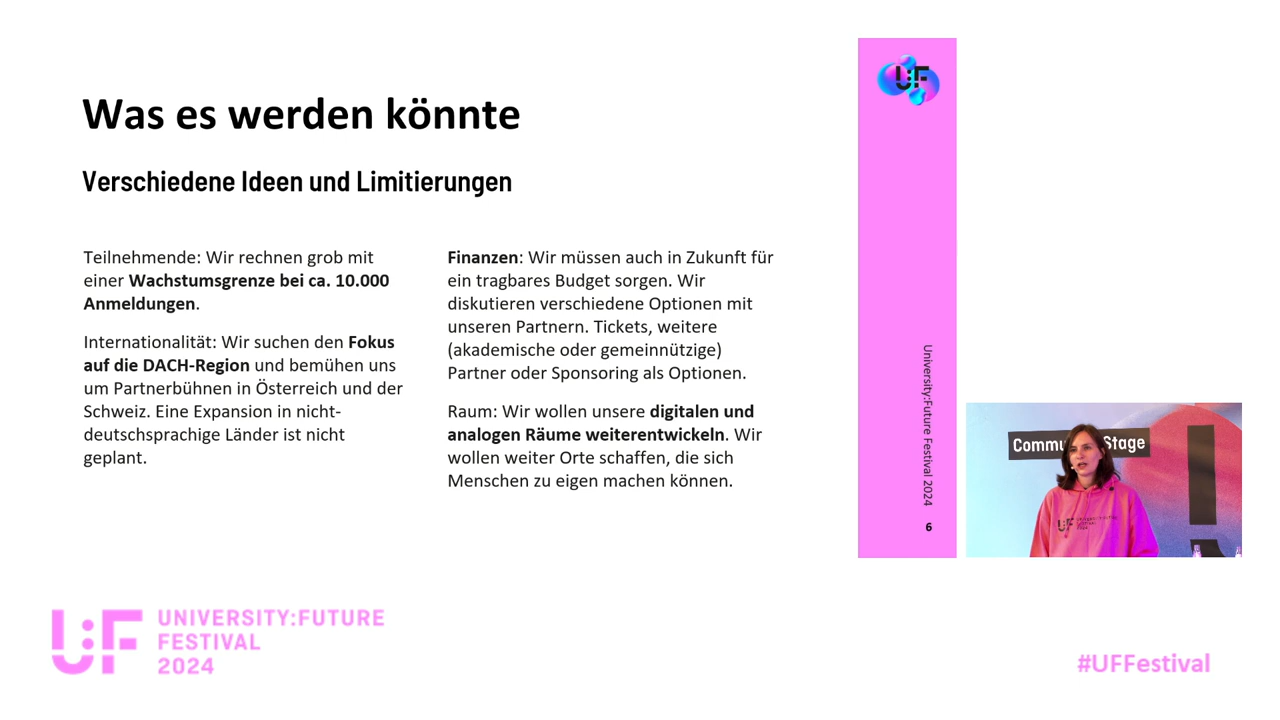 Was es werden könnte
Verschiedene Ideen und Limitierungen
Teilnehmende: Wir rechnen grob mit
einer Wachstumsgrenze bei ca. 10.000
Anmeldungen.
Internationalität: Wir suchen den Fokus
auf die DACH-Region und bemühen uns
um Partnerbühnen in Österreich und der
Schweiz. Eine Expansion in nicht-
deutschsprachige Länder ist nicht
geplant.
Finanzen: Wir müssen auch in Zukunft für
ein tragbares Budget sorgen. Wir
diskutieren verschiedene Optionen mit
unseren Partnern. Tickets, weitere
(akademische oder gemeinnützige)
Partner oder Sponsoring als Optionen.
Raum: Wir wollen unsere digitalen und
analogen Räume weiterentwickeln. Wir
wollen weiter Orte schaffen, die sich
Menschen zu eigen machen können.
U:F
University:Future Festival 2024
6
Stage
U:F
U:F
UNIVERSITY:FUTURE
FESTIVAL
2024
#UFFestival